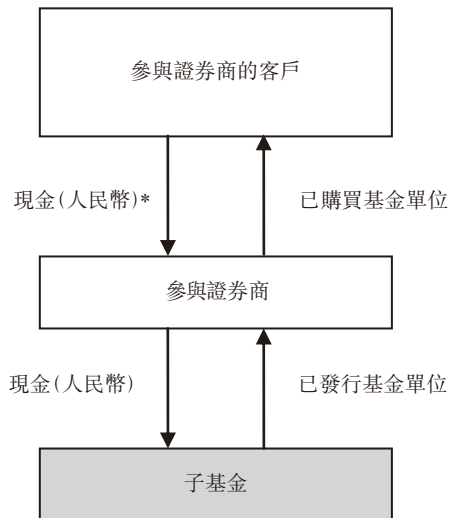 參與證券商的客戶
現金(人民幣)*
已購買基金單位
參與證券商
現金(人民幣)
已發行基金單位
子基金